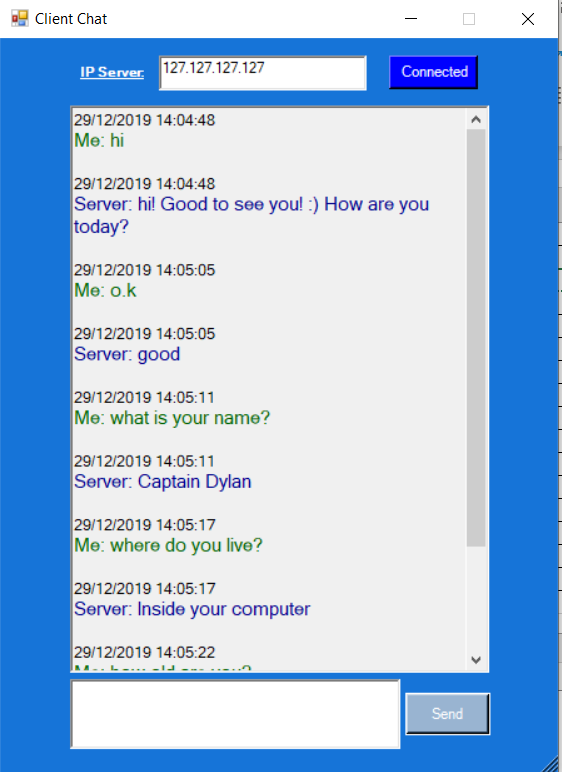 Client Chat
IP Server:
127.127.127.127
Connected
29/12/2019 14:04:48
Me: hi
29/12/2019 14:04:48
Server: hi! Good to see you! :) How are you
today?
29/12/2019 14:05:05
Me: o.k
29/12/2019 14:05:05
Server: good
29/12/2019 14:05:11
Me: what is your name?
29/12/2019 14:05:11
Server: Captain Dylan
29/12/2019 14:05:17
Me: where do you live?
29/12/2019 14:05:17
Server: Inside your computer
29/12/2019 14:05:22
Me: how old are you?
Send